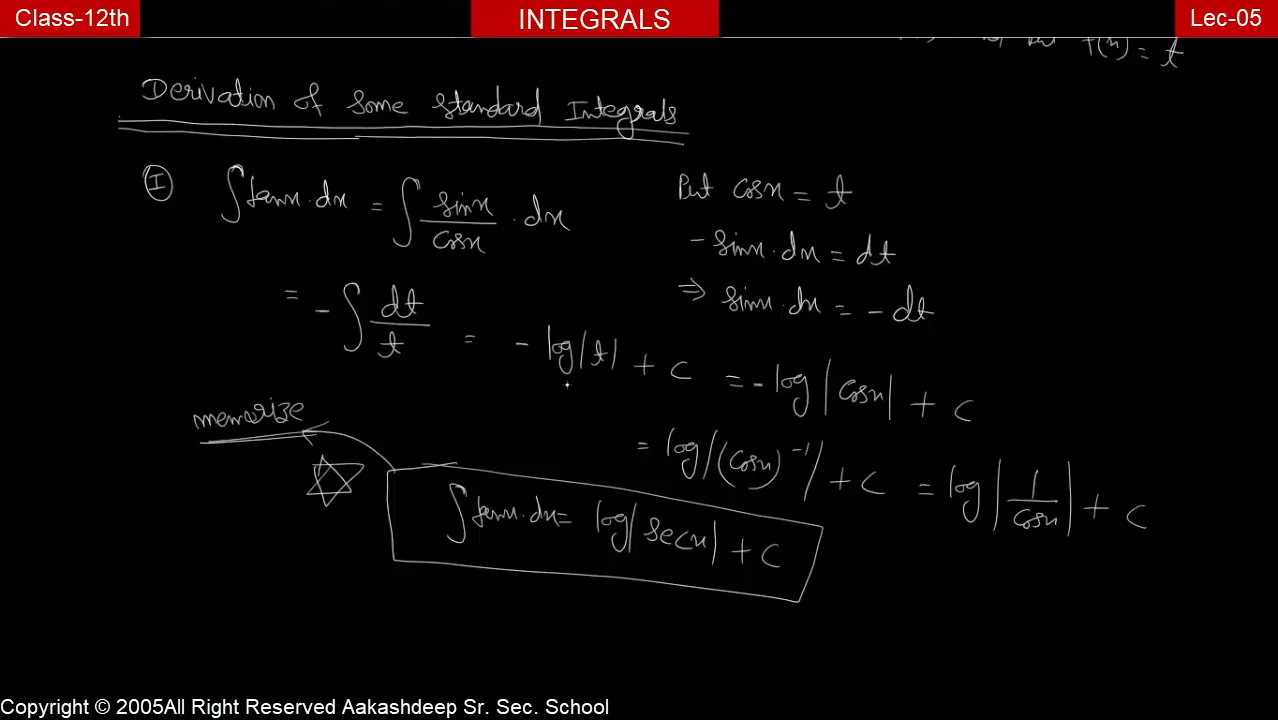 Class-12th INTEGRALS Lec-05
f(x) = t
Derivation of Some Standard Integrals
(I) ∫tanx.dx = ∫ sinx/cosx . dx
Put cosx = t
-sinx.dx = dt
⇒ sinx.dx = -dt
= -∫ dt/t = -log|t| + c = -log|cosx| + c
= log|(cosx)⁻¹| + c = log|1/cosx| + c
memorize
∫tanx.dx = log|secx| + c
Copyright © 2005All Right Reserved Aakashdeep Sr. Sec. School